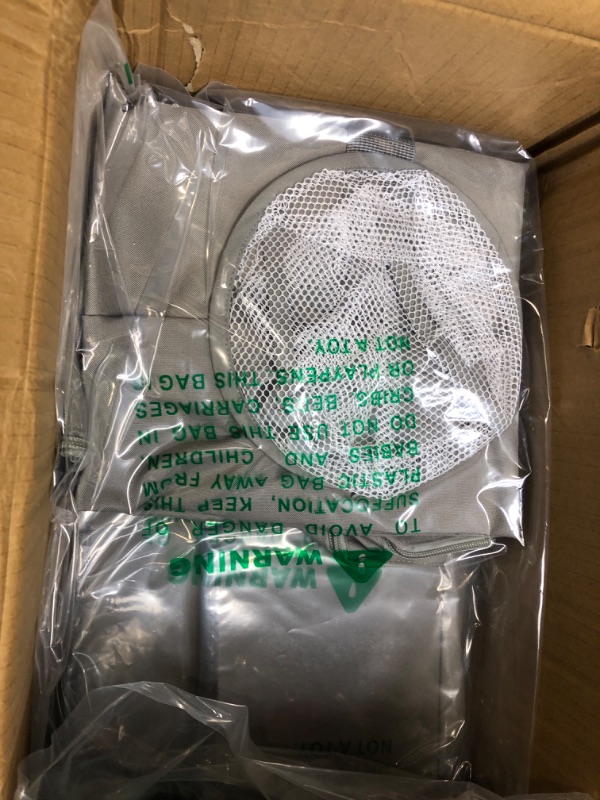 WARNING
TO AVOID DANGER OF
SUFFOCATION, KEEP THIS
PLASTIC BAG AWAY FROM
BABIES AND CHILDREN.
DO NOT USE THIS BAG IN
CRIBS, BEDS, CARRIAGES
OR PLAYPENS. THIS BAG IS
NOT A TOY.
NOT A TOY.